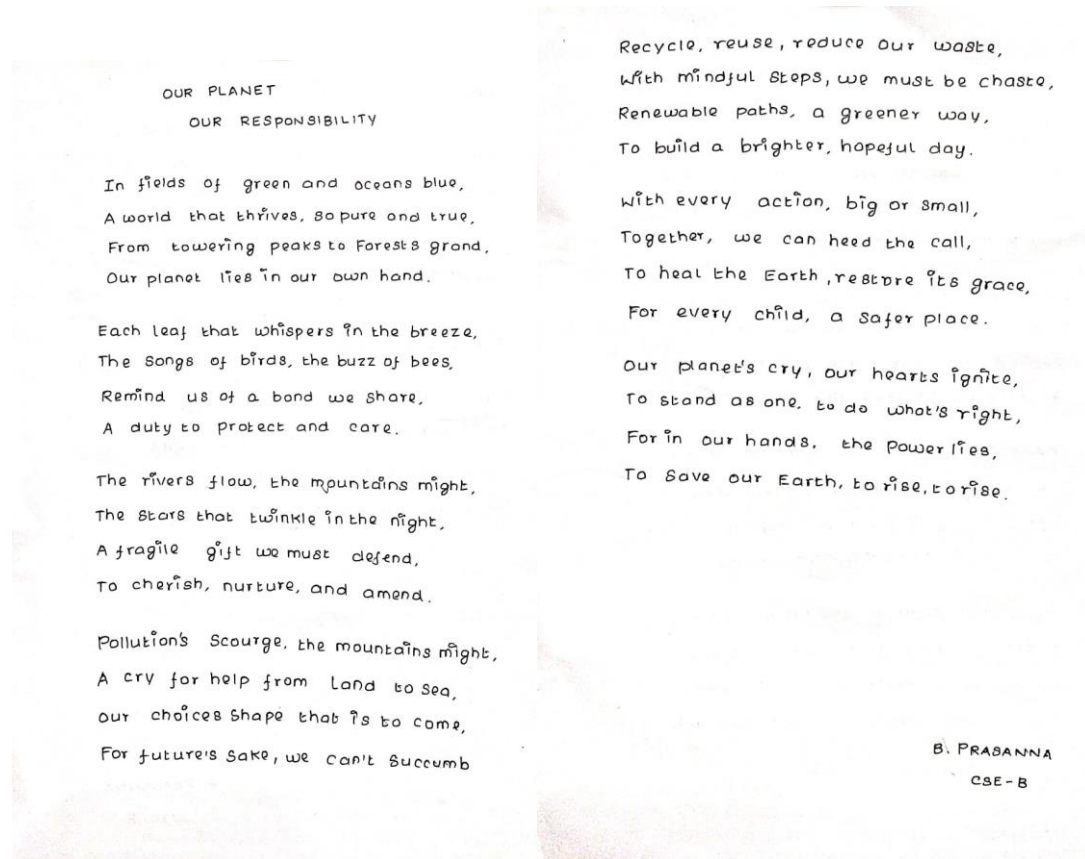 OUR PLANET
OUR RESPONSIBILITY
In fields of green and oceans blue,
A world that thrives, so pure and true,
From towering peaks to Forests grand,
Our planet lies in our own hand.
Each leaf that whispers in the breeze,
The songs of birds, the buzz of bees,
Remind us of a bond we share,
A duty to protect and care.
The rivers flow, the mountains might,
The stars that twinkle in the night,
A fragile gift we must defend,
To cherish, nurture, and amend.
Pollution's Scourge, the mountains might,
A cry for help from Land to Sea,
our choices Shape that is to come,
For future's Sake, we can't Succumb
Recycle, reuse, reduce our waste,
With mindful steps, we must be chaste,
Renewable paths, a greener way,
To build a brighter, hopeful day.
With every action, big or small,
Together, we can heed the call,
To heal the Earth, restore its grace,
For every child, a safer place.
Our planet's cry, our hearts ignite,
To stand as one, to do what's right,
For in our hands, the Power lies,
To Save our Earth, to rise, to rise.
B. PRASANNA
CSE-B